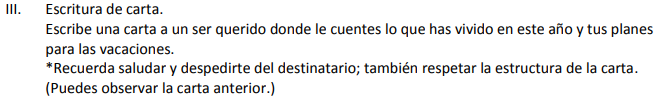 III. Escritura de carta.
Escribe una carta a un ser querido donde le cuentes lo que has vivido en este año y tus planes
para las vacaciones.
*Recuerda saludar y despedirte del destinatario; también respetar la estructura de la carta.
(Puedes observar la carta anterior.)